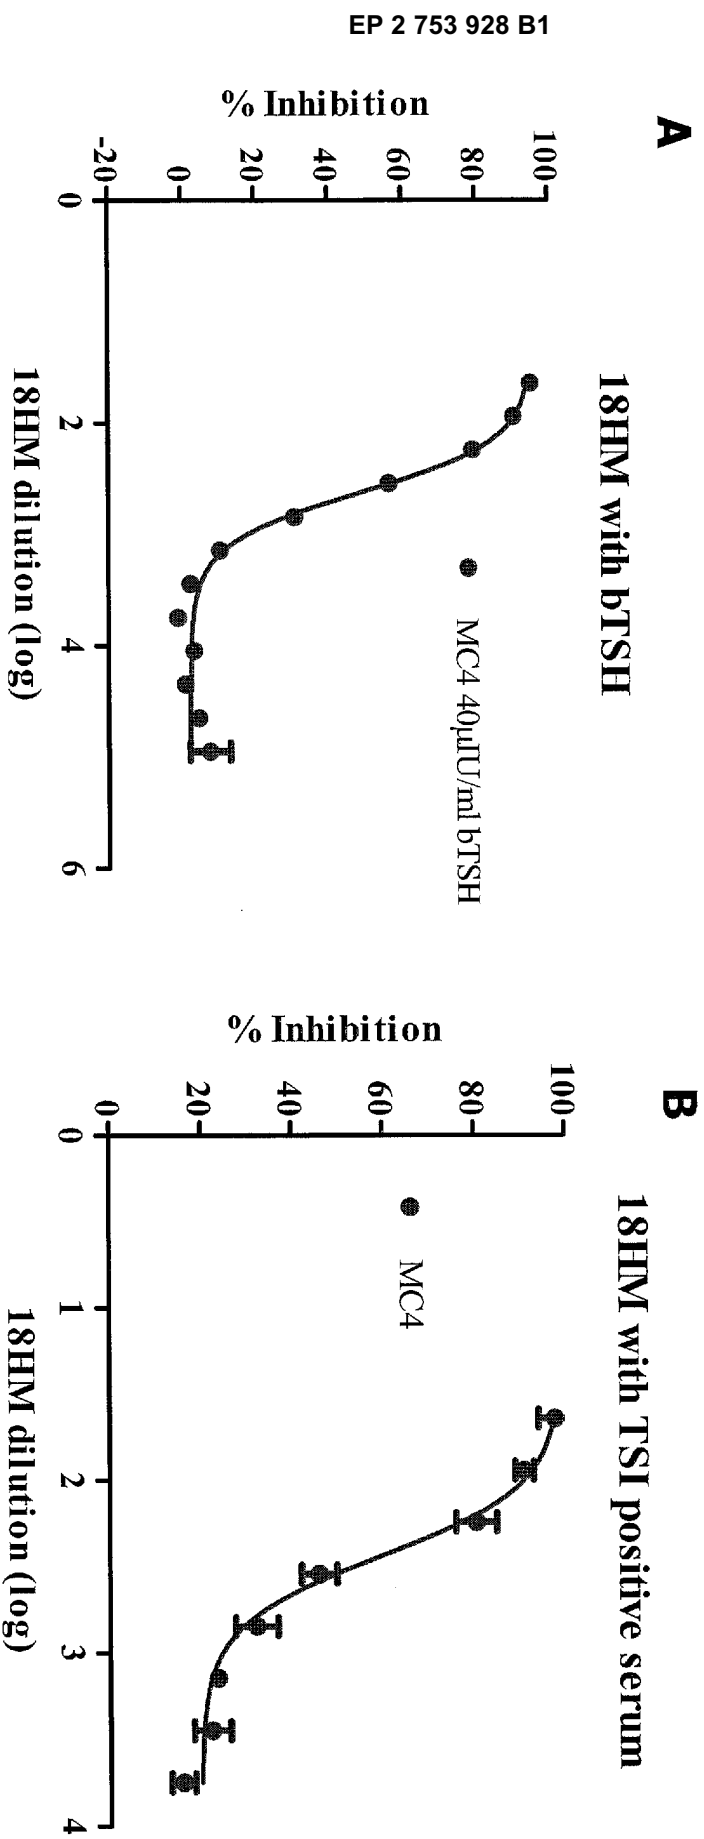 EP 2 753 928 B1
A
18HM with bTSH
% Inhibition
100
80
60
40
20
0
-20
0
2
4
6
MC4 40µIU/ml bTSH
18HM dilution (log)
B
18HM with TSI positive serum
% Inhibition
100
80
60
40
20
0
0
1
2
3
4
MC4
18HM dilution (log)